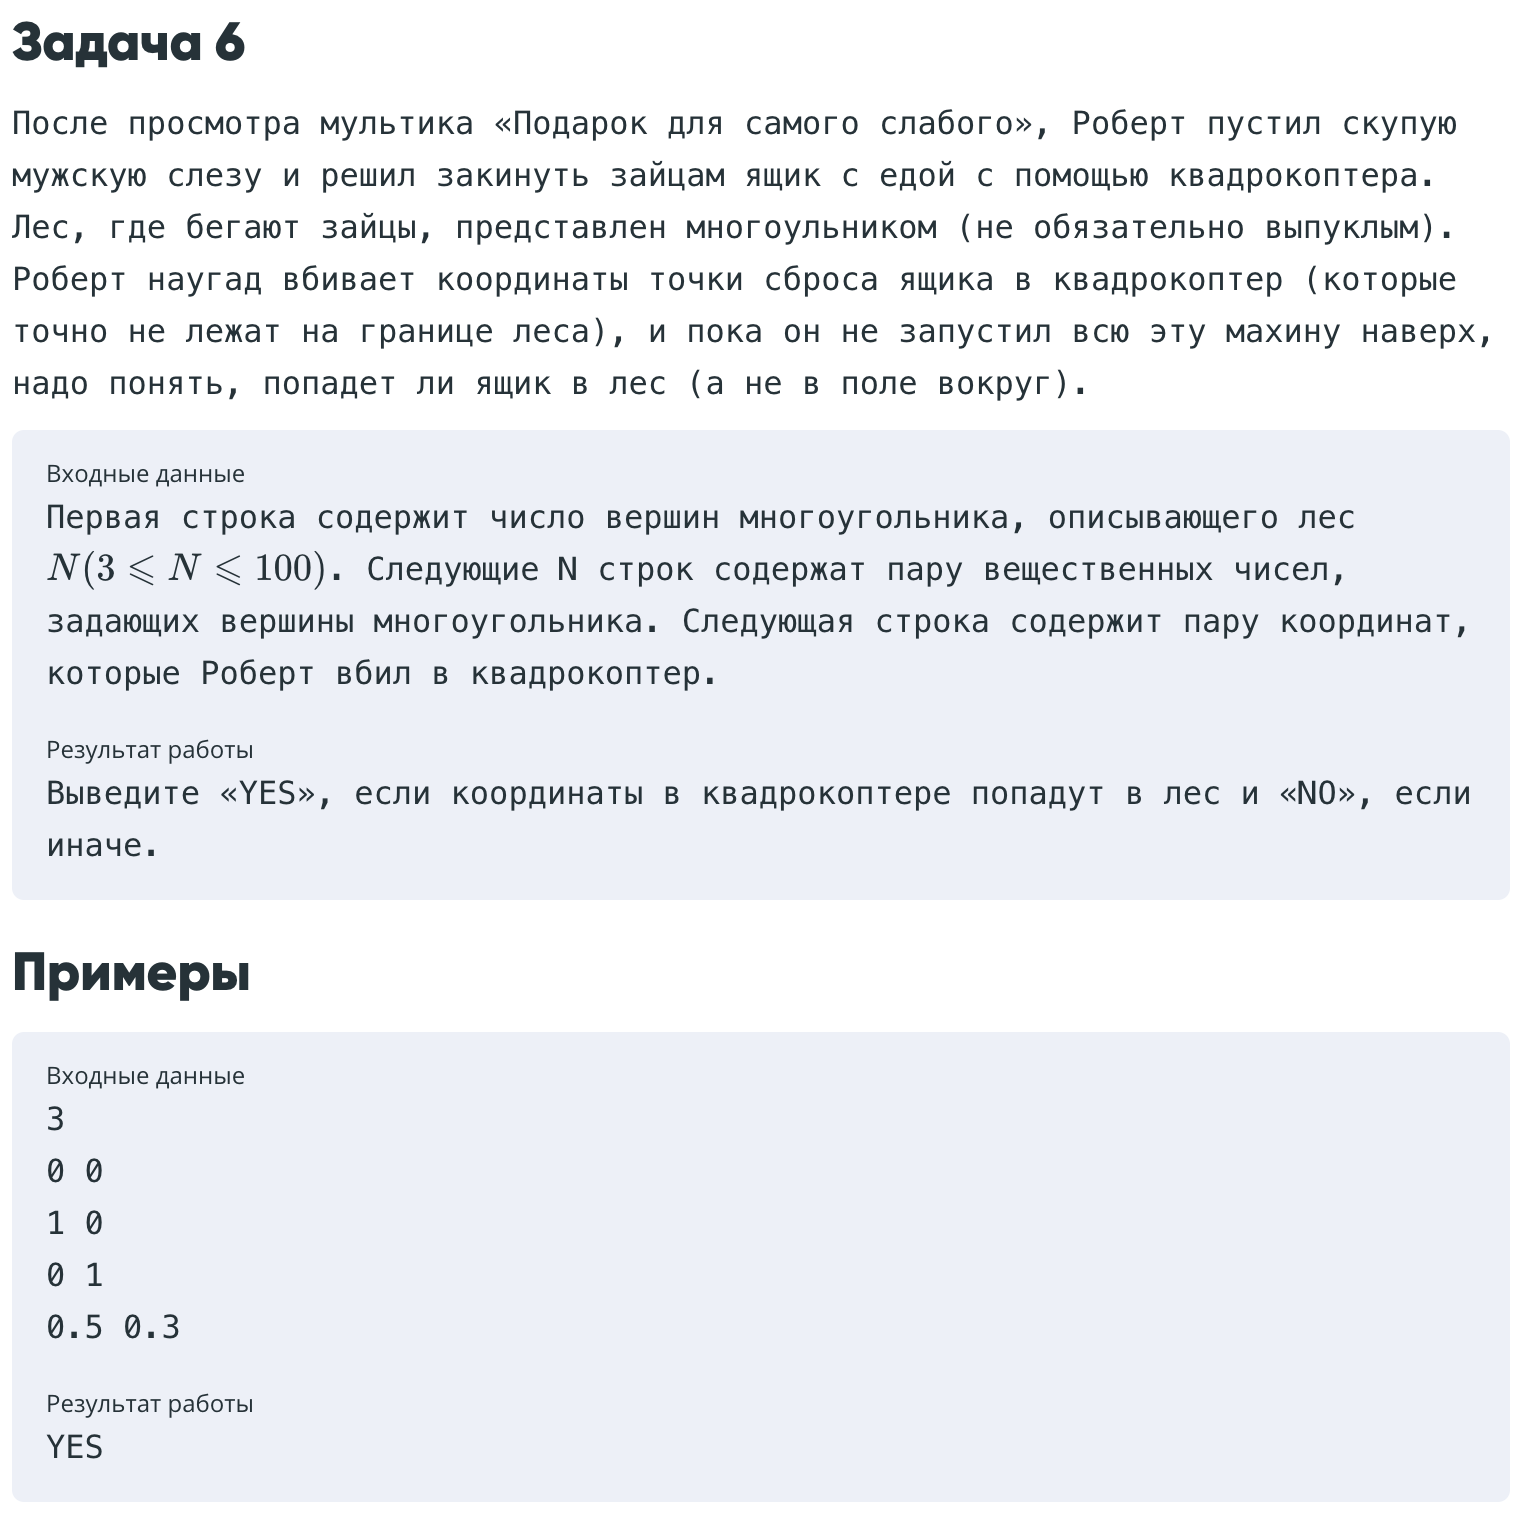 Задача 6
После просмотра мультика «Подарок для самого слабого», Роберт пустил скупую
мужскую слезу и решил закинуть зайцам ящик с едой с помощью квадрокоптера.
Лес, где бегают зайцы, представлен многоульником (не обязательно выпуклым).
Роберт наугад вбивает координаты точки сброса ящика в квадрокоптер (которые
точно не лежат на границе леса), и пока он не запустил всю эту махину наверх,
надо понять, попадет ли ящик в лес (а не в поле вокруг).
Входные данные
Первая строка содержит число вершин многоугольника, описывающего лес
N(3 ⩽ N ⩽ 100). Следующие N строк содержат пару вещественных чисел,
задающих вершины многоугольника. Следующая строка содержит пару координат,
которые Роберт вбил в квадрокоптер.
Результат работы
Выведите «YES», если координаты в квадрокоптере попадут в лес и «NO», если
иначе.
Примеры
Входные данные
3
0 0
1 0
0 1
0.5 0.3
Результат работы
YES